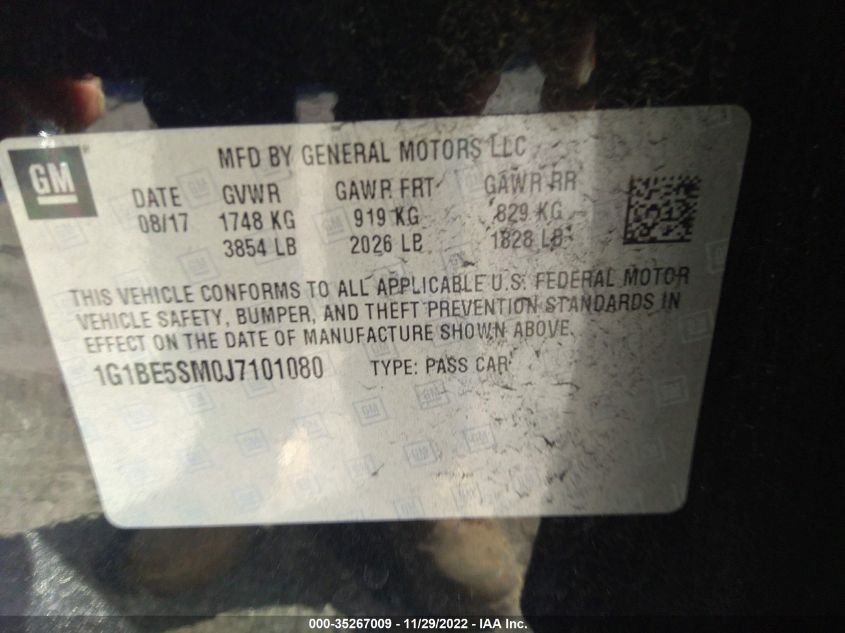 GM
MFD BY GENERAL MOTORS LLC
DATE GVWR GAWR FRT GAWR RR
08/17 1748 KG 919 KG 829 KG
3854 LB 2026 LB 1828 LB
THIS VEHICLE CONFORMS TO ALL APPLICABLE U.S. FEDERAL MOTOR
VEHICLE SAFETY, BUMPER, AND THEFT PREVENTION STANDARDS IN
EFFECT ON THE DATE OF MANUFACTURE SHOWN ABOVE.
1G1BE5SM0J7101080 TYPE: PASS CAR
000-35267009 - 11/29/2022 - IAA Inc.